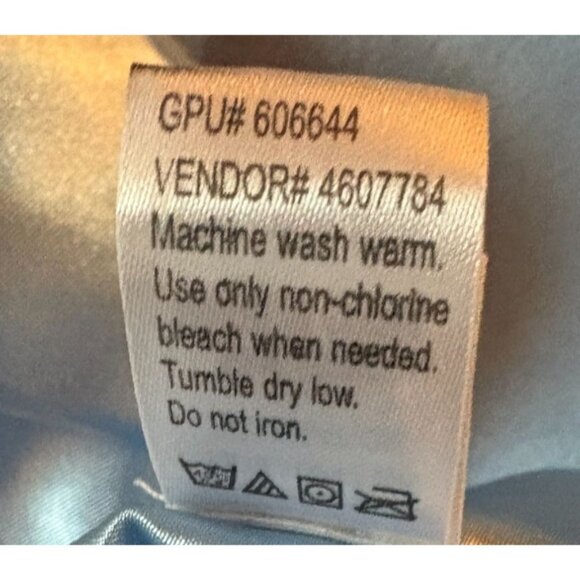 GPU# 606644
VENDOR# 4607784
Machine wash warm.
Use only non-chlorine
bleach when needed.
Tumble dry low.
Do not iron.